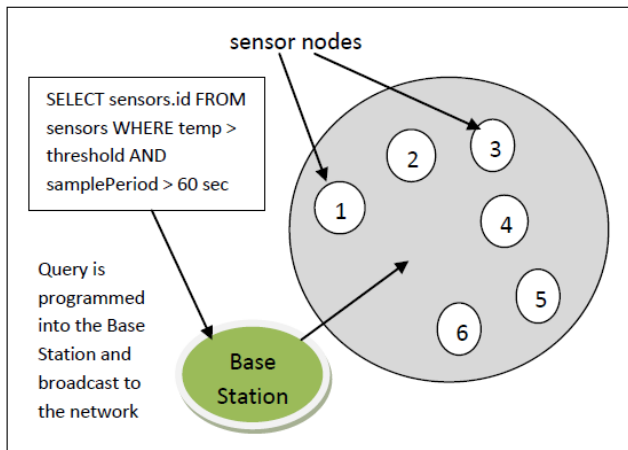 sensor nodes
SELECT sensors.id FROM
sensors WHERE temp >
threshold AND
samplePeriod > 60 sec
1
2
3
4
5
6
Query is
programmed
into the Base
Station and
broadcast to
the network
Base
Station